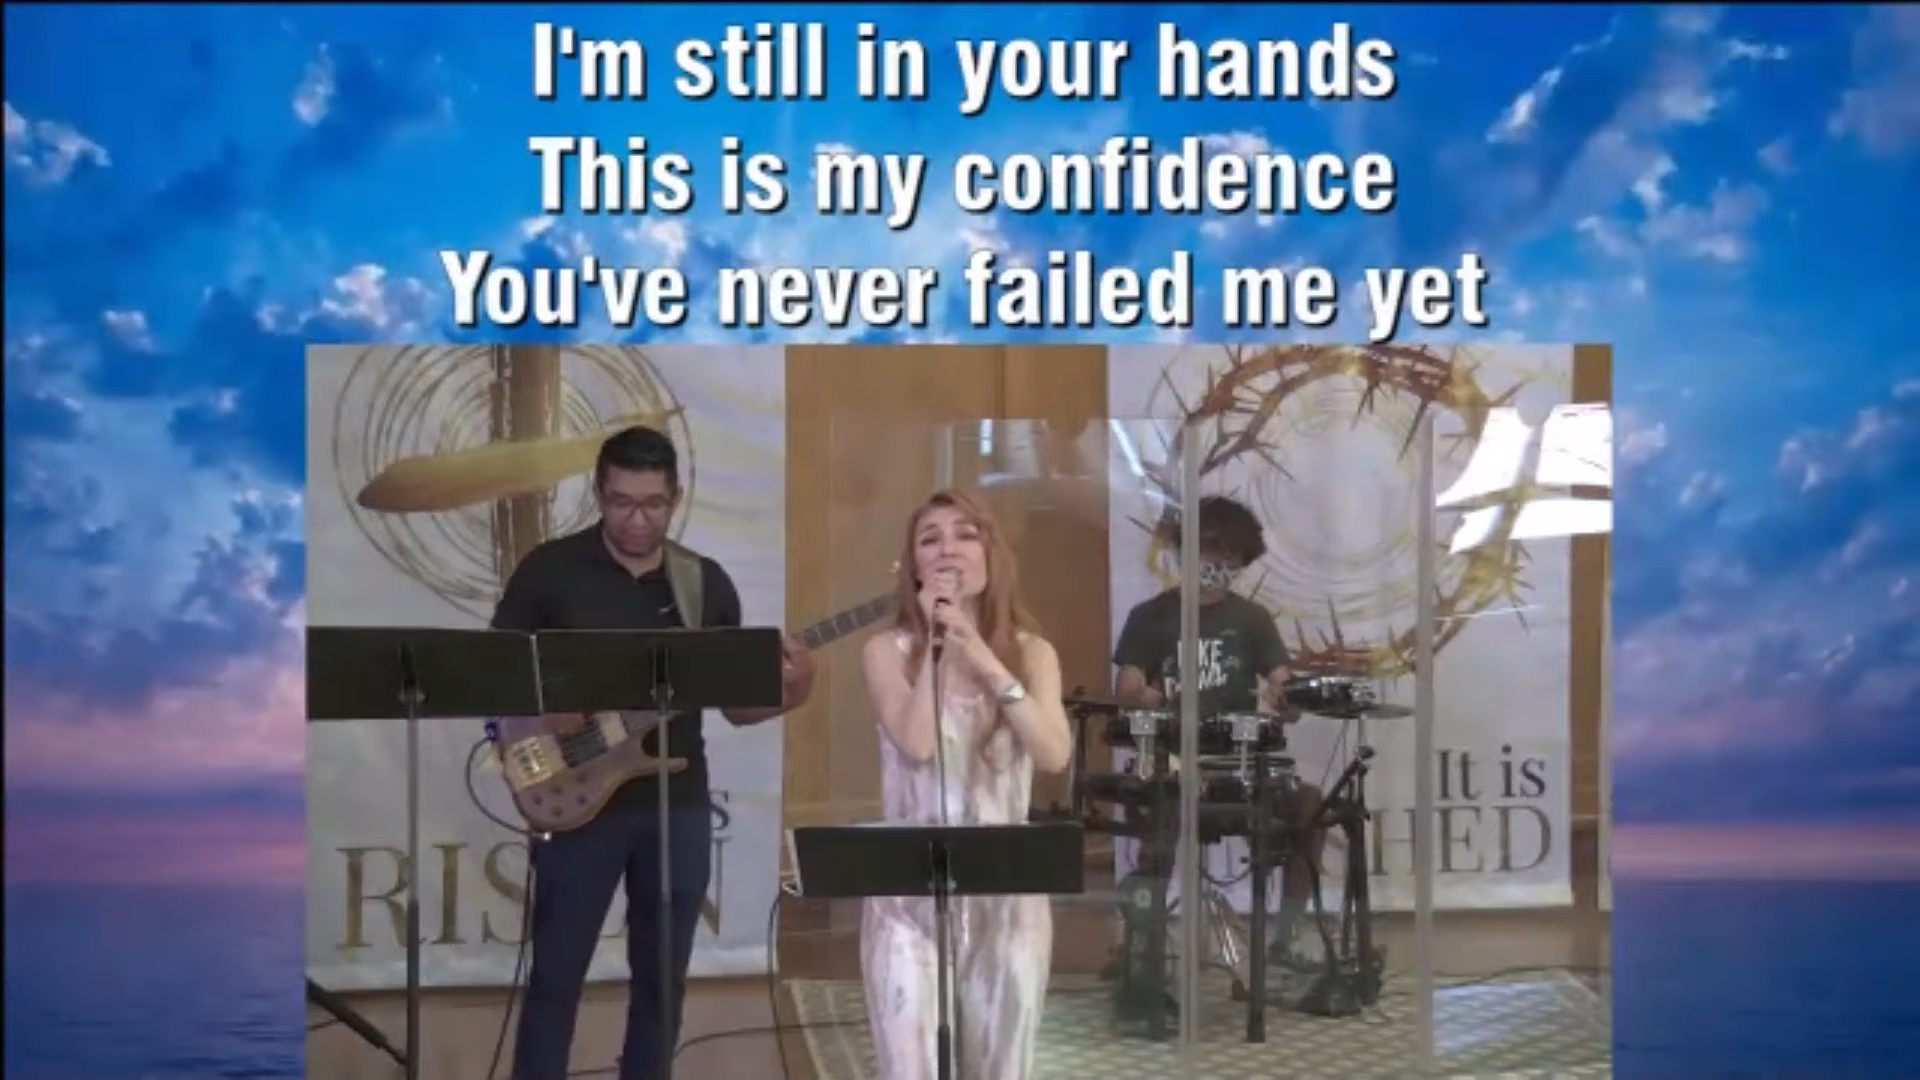 I'm still in your hands
This is my confidence
You've never failed me yet
It is